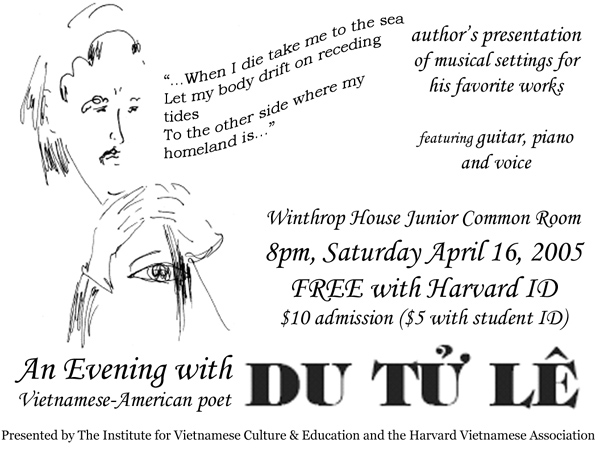 “...When I die take me to the sea
Let my body drift on receding
tides
To the other side where my
homeland is...”
author’s presentation
of musical settings for
his favorite works
featuring guitar, piano
and voice
Winthrop House Junior Common Room
8pm, Saturday April 16, 2005
FREE with Harvard ID
$10 admission ($5 with student ID)
An Evening with
Vietnamese-American poet
DU TỬ LÊ
Presented by The Institute for Vietnamese Culture & Education and the Harvard Vietnamese Association